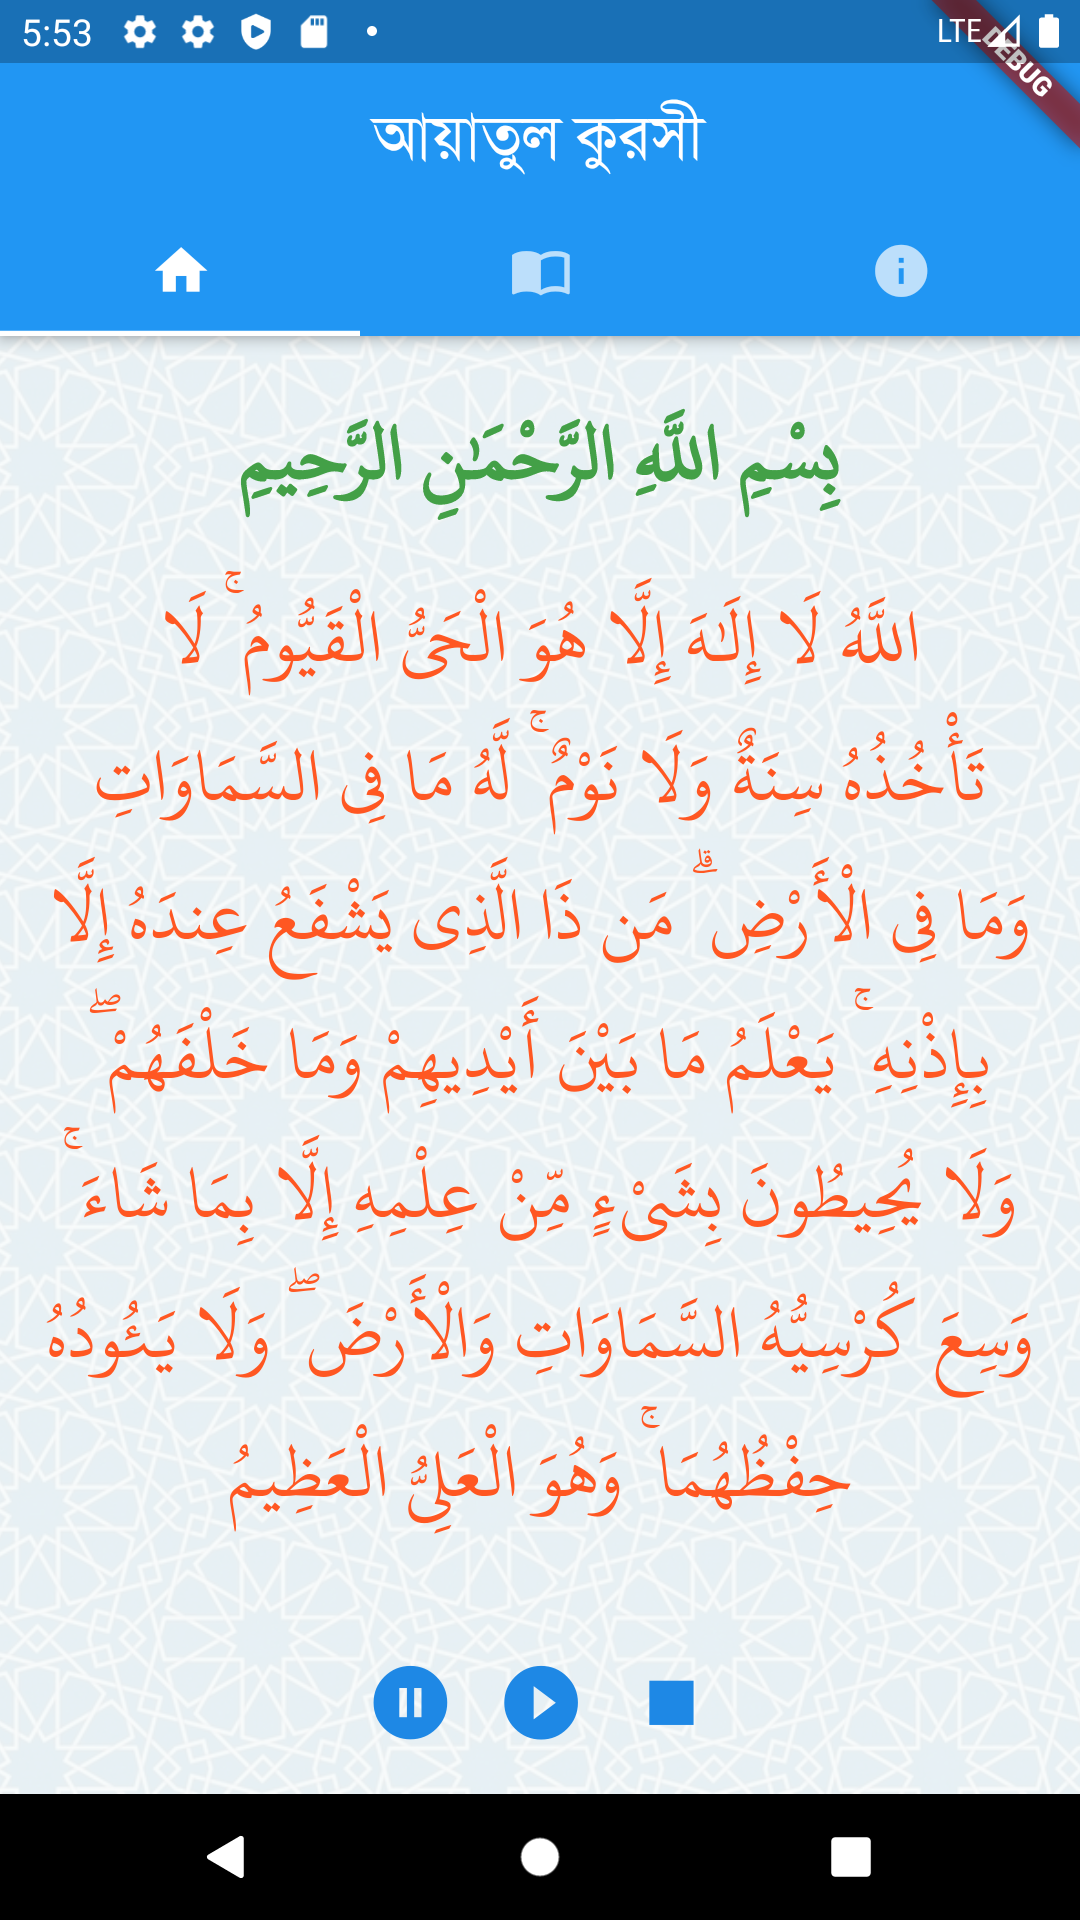 5:53
LTE
DEBUG
আয়াতুল কুরসী
بِسْمِ اللَّهِ الرَّحْمَٰنِ الرَّحِيمِ
اللَّهُ لَا إِلَٰهَ إِلَّا هُوَ الْحَىُّ الْقَيُّومُ ۚ لَا
تَأْخُذُهُ سِنَةٌ وَلَا نَوْمٌ ۚ لَّهُ مَا فِى السَّمَاوَاتِ
وَمَا فِى الْأَرْضِ ۗ مَن ذَا الَّذِى يَشْفَعُ عِندَهُ إِلَّا
بِإِذْنِهِ ۚ يَعْلَمُ مَا بَيْنَ أَيْدِيهِمْ وَمَا خَلْفَهُمْ ۖ
وَلَا يُحِيطُونَ بِشَىْءٍ مِّنْ عِلْمِهِ إِلَّا بِمَا شَاءَ ۚ
وَسِعَ كُرْسِيُّهُ السَّمَاوَاتِ وَالْأَرْضَ ۖ وَلَا يَئُودُهُ
حِفْظُهُمَا ۚ وَهُوَ الْعَلِىُّ الْعَظِيمُ